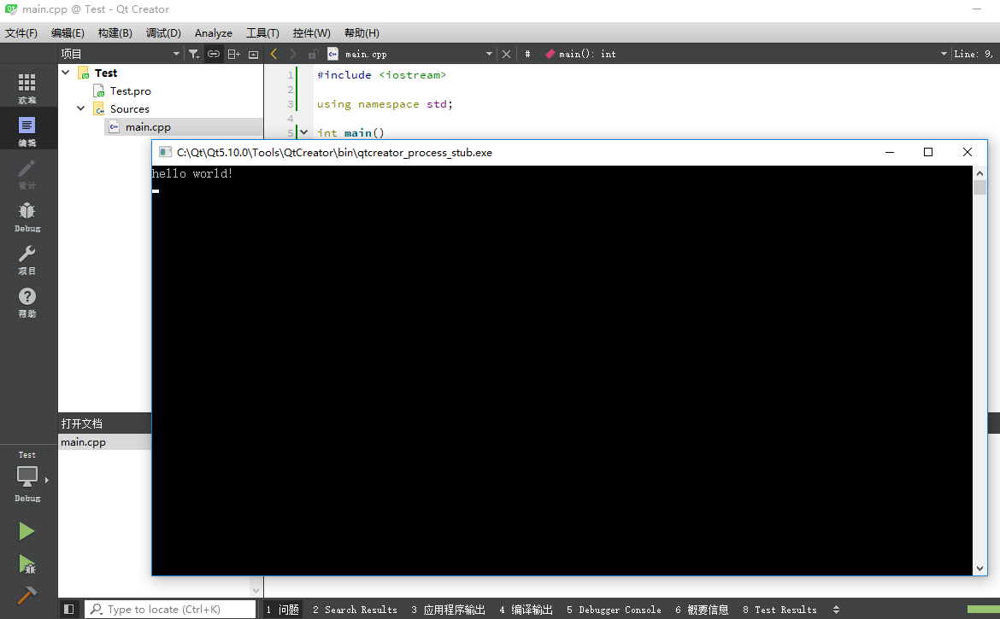 main.cpp @ Test - Qt Creator
文件(F) 编辑(E) 构建(B) 调试(D) Analyze 工具(T) 控件(W) 帮助(H)
项目 main.cpp # main(): int Line: 9,
欢迎
编辑
设计
Debug
项目
帮助
Test
Test.pro
Sources
main.cpp
1 #include <iostream>
2
3 using namespace std;
4
5 int main()
C:\Qt\Qt5.10.0\Tools\QtCreator\bin\qtcreator_process_stub.exe
hello world!
打开文档
main.cpp
Test
Debug
Type to locate (Ctrl+K) 1 问题 2 Search Results 3 应用程序输出 4 编译输出 5 Debugger Console 6 概要信息 8 Test Results